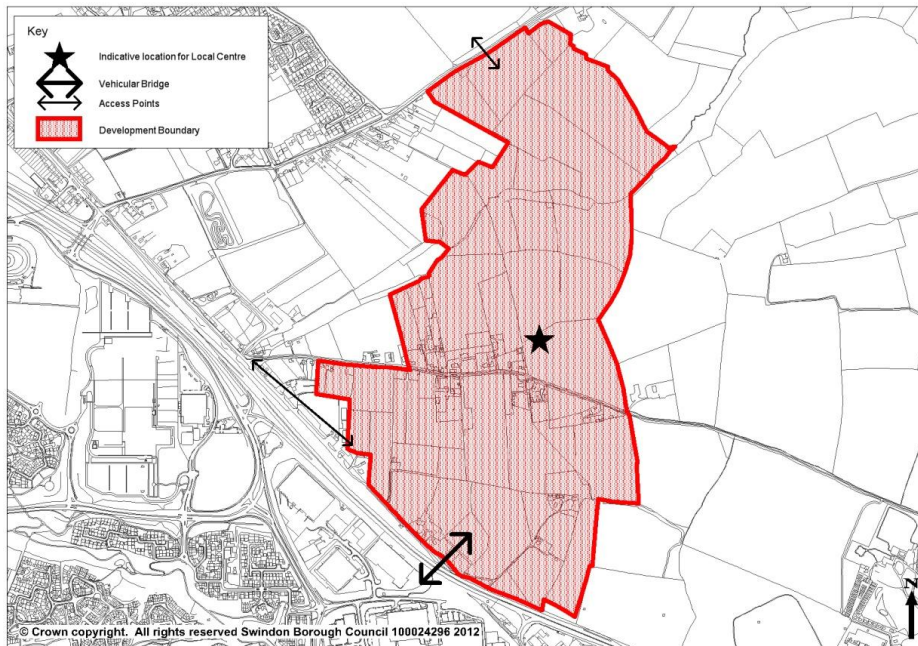 Key
Indicative location for Local Centre
Vehicular Bridge
Access Points
Development Boundary
N
© Crown copyright. All rights reserved Swindon Borough Council 100024296 2012